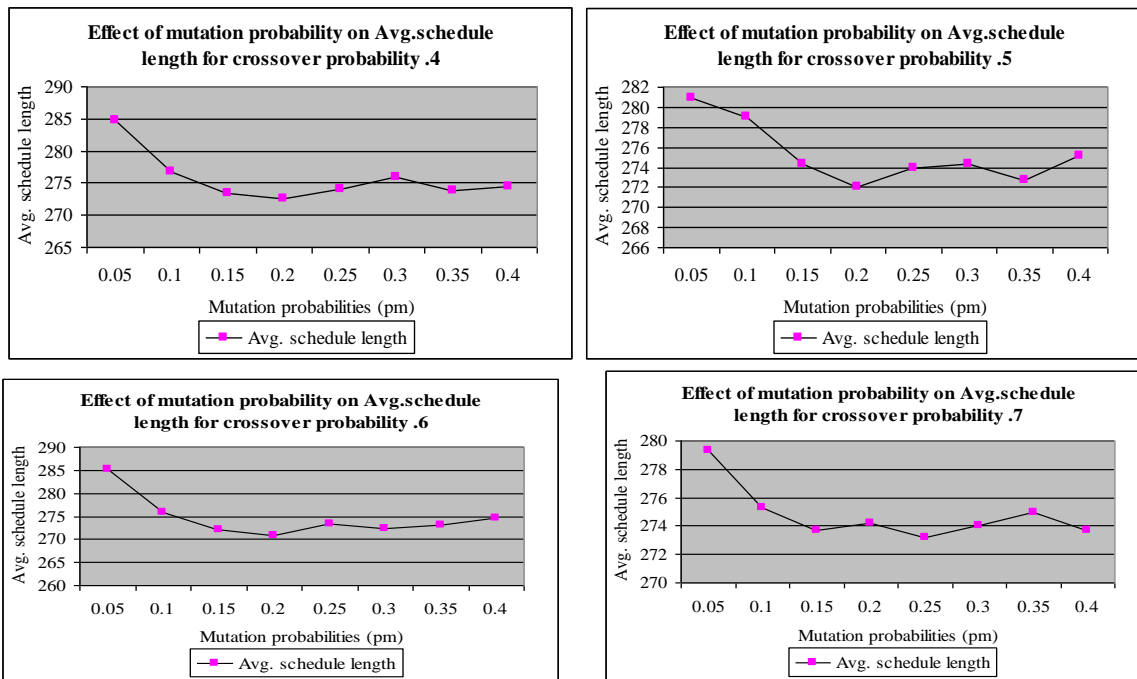 Effect of mutation probability on Avg.schedule
length for crossover probability .4
Avg. schedule length
290
285
280
275
270
265
0.05 0.1 0.15 0.2 0.25 0.3 0.35 0.4
Mutation probabilities (pm)
Avg. schedule length
Effect of mutation probability on Avg.schedule
length for crossover probability .5
Avg. schedule length
282
280
278
276
274
272
270
268
266
0.05 0.1 0.15 0.2 0.25 0.3 0.35 0.4
Mutation probabilities (pm)
Avg. schedule length
Effect of mutation probability on Avg.schedule
length for crossover probability .6
Avg. schedule length
290
285
280
275
270
265
260
0.05 0.1 0.15 0.2 0.25 0.3 0.35 0.4
Mutation probabilities (pm)
Avg. schedule length
Effect of mutation probability on Avg.schedule
length for crossover probability .7
Avg. schedule length
280
278
276
274
272
270
0.05 0.1 0.15 0.2 0.25 0.3 0.35 0.4
Mutation probabilities (pm)
Avg. schedule length